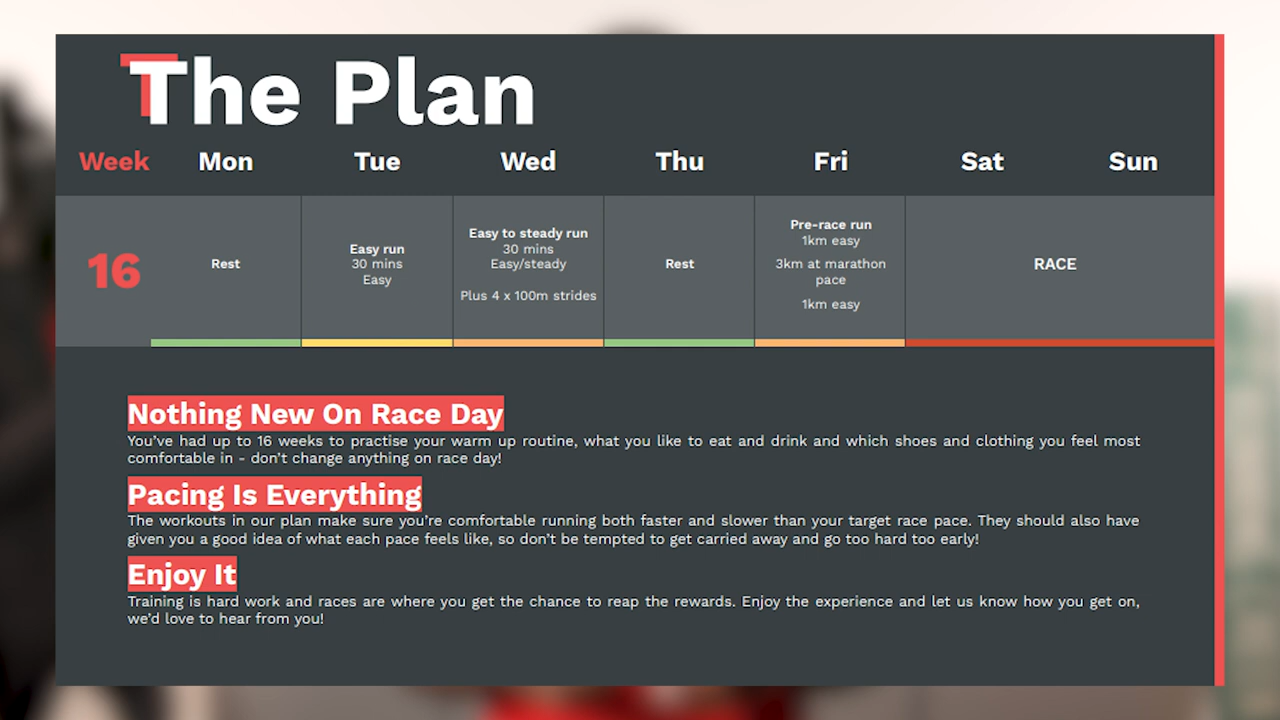 The Plan
Week Mon Tue Wed Thu Fri Sat Sun
16
Rest
Easy run
30 mins
Easy
Easy to steady run
30 mins
Easy/steady
Plus 4 x 100m strides
Rest
Pre-race run
1km easy
3km at marathon
pace
1km easy
RACE
Nothing New On Race Day
You've had up to 16 weeks to practise your warm up routine, what you like to eat and drink and which shoes and clothing you feel most
comfortable in - don't change anything on race day!
Pacing Is Everything
The workouts in our plan make sure you're comfortable running both faster and slower than your target race pace. They should also have
given you a good idea of what each pace feels like, so don't be tempted to get carried away and go too hard too early!
Enjoy It
Training is hard work and races are where you get the chance to reap the rewards. Enjoy the experience and let us know how you get on,
we'd love to hear from you!